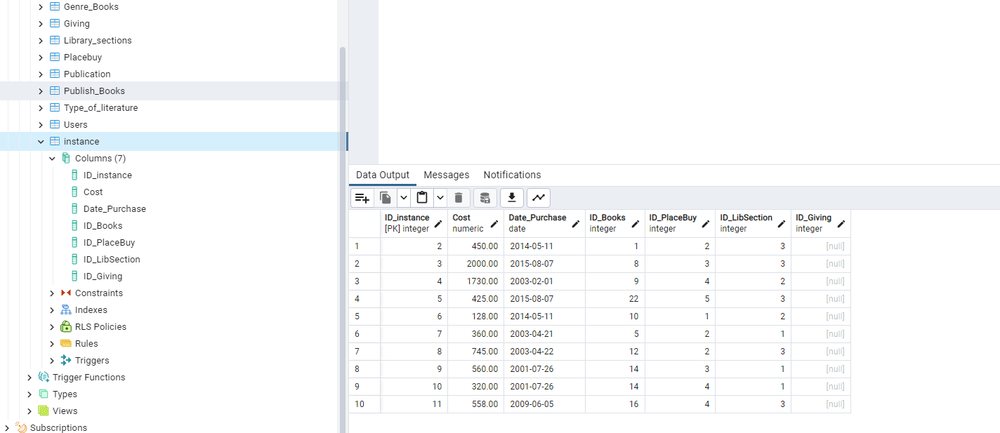 Genre_Books
Giving
Library_sections
Placebuy
Publication
Publish_Books
Type_of_literature
Users
instance
Columns (7)
ID_instance
Cost
Date_Purchase
ID_Books
ID_PlaceBuy
ID_LibSection
ID_Giving
Constraints
Indexes
RLS Policies
Rules
Triggers
Trigger Functions
Types
Views
Subscriptions
Data Output Messages Notifications
ID_instance Cost Date_Purchase ID_Books ID_PlaceBuy ID_LibSection ID_Giving
[PK] integer numeric date integer integer integer integer
1 2 450.00 2014-05-11 1 2 3 [null]
2 3 2000.00 2015-08-07 8 3 3 [null]
3 4 1730.00 2003-02-01 9 4 2 [null]
4 5 425.00 2015-08-07 22 5 3 [null]
5 6 128.00 2014-05-11 10 1 2 [null]
6 7 360.00 2003-04-21 5 2 1 [null]
7 8 745.00 2003-04-22 12 2 3 [null]
8 9 560.00 2001-07-26 14 3 1 [null]
9 10 320.00 2001-07-26 14 4 1 [null]
10 11 558.00 2009-06-05 16 4 3 [null]